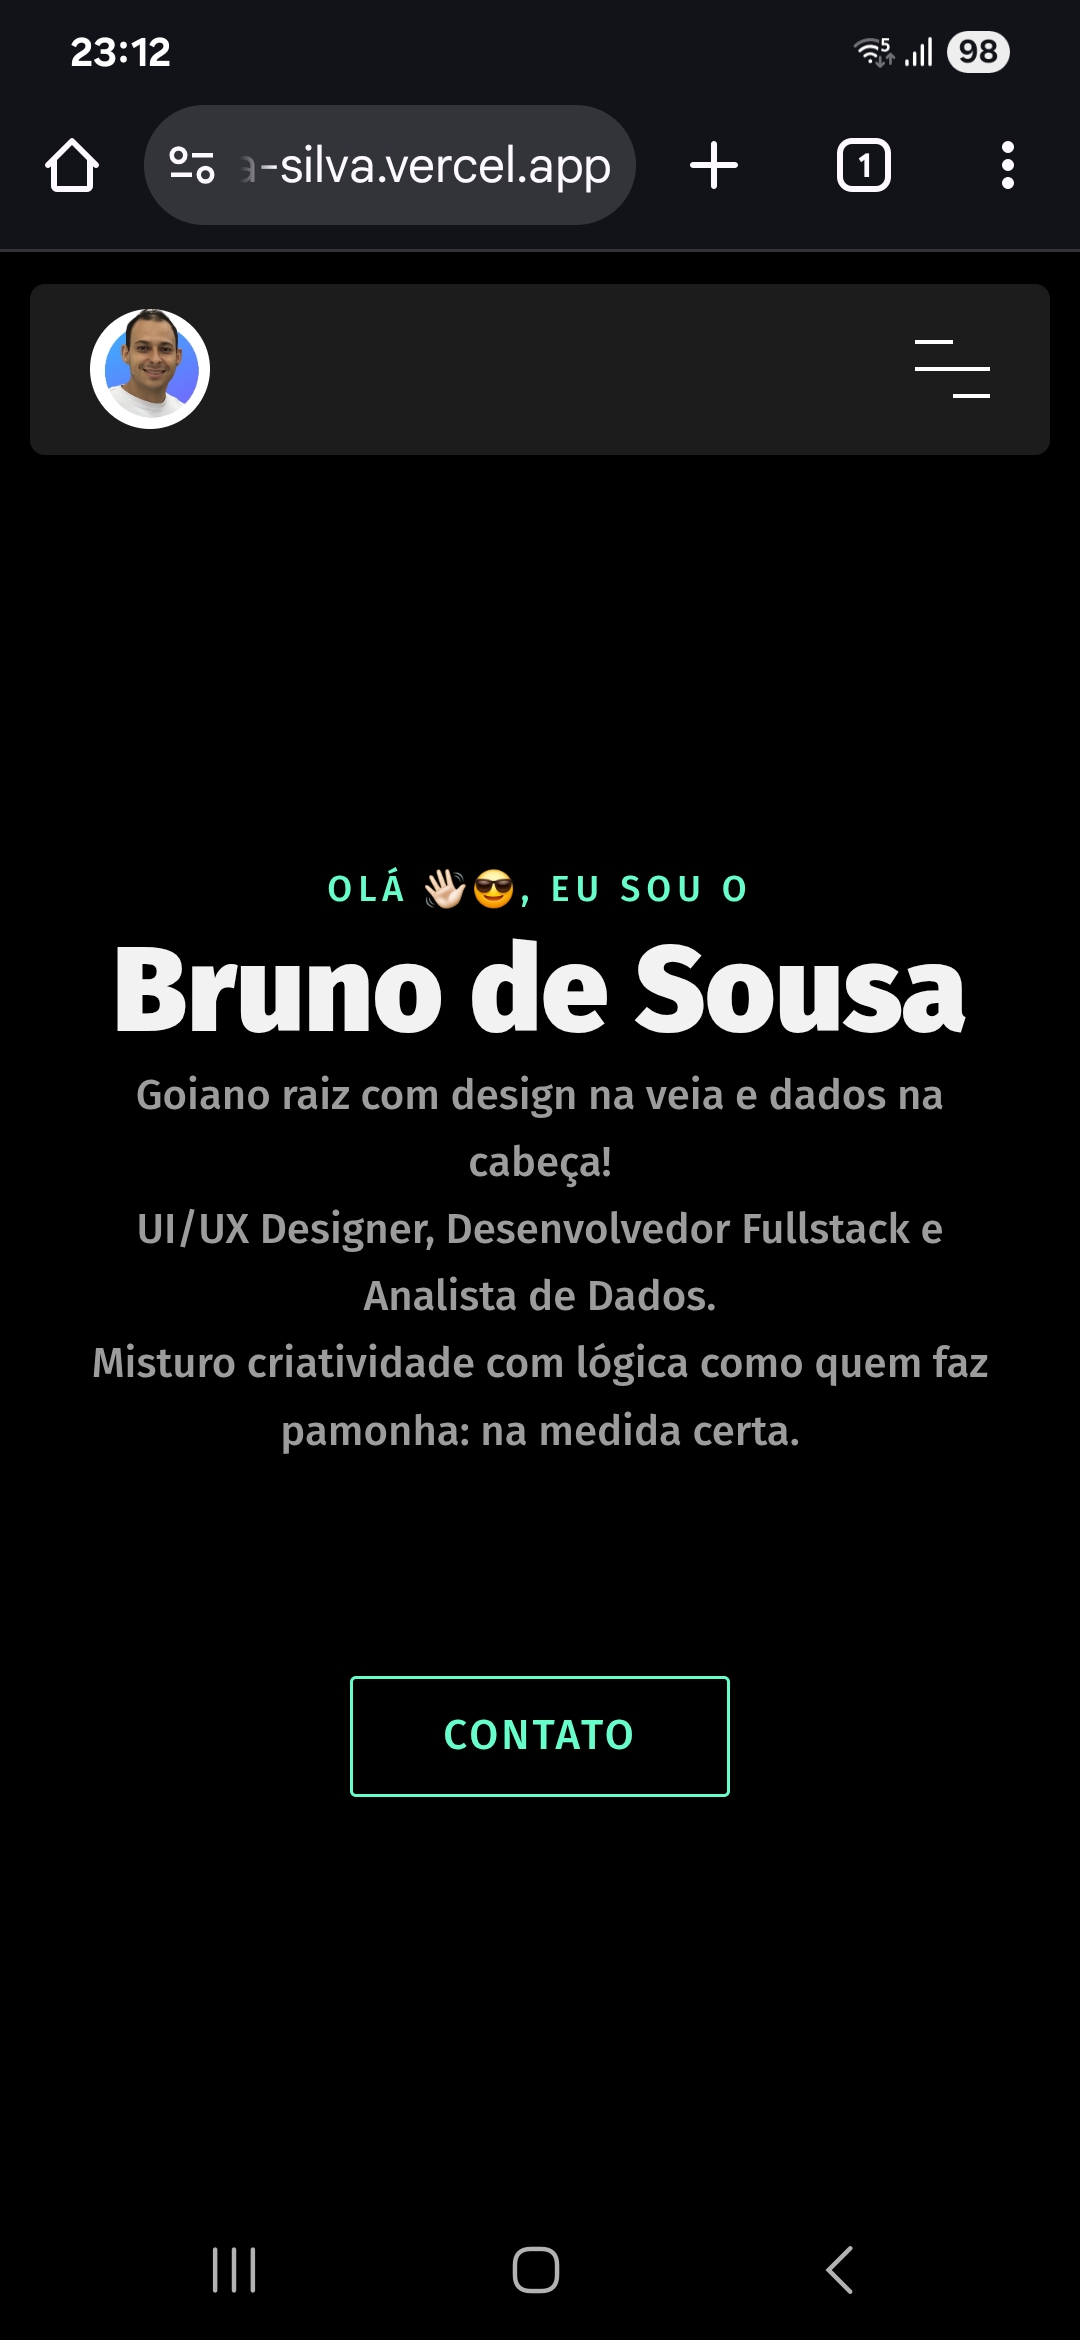 23:12
5
98
a-silva.vercel.app
1
OLÁ 👋🏻😎, EU SOU O
Bruno de Sousa
Goiano raiz com design na veia e dados na
cabeça!
UI/UX Designer, Desenvolvedor Fullstack e
Analista de Dados.
Misturo criatividade com lógica como quem faz
pamonha: na medida certa.
CONTATO